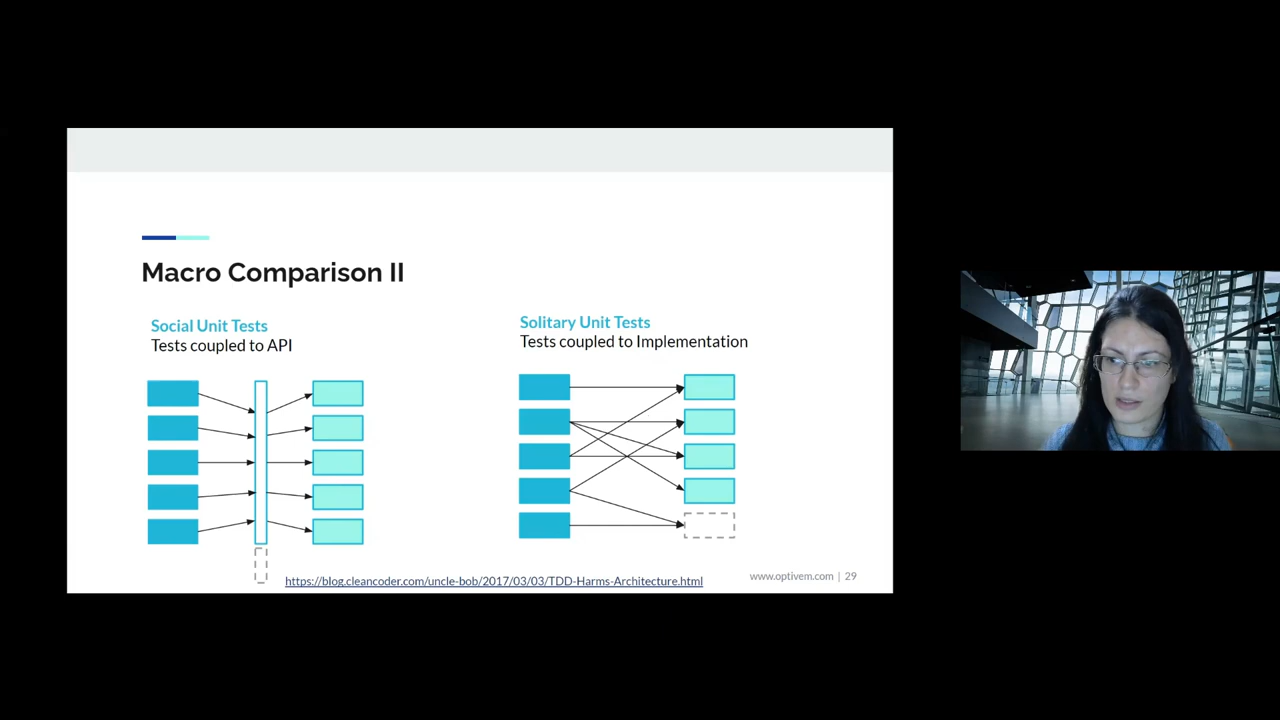 Macro Comparison II
Social Unit Tests
Tests coupled to API
Solitary Unit Tests
Tests coupled to Implementation
https://blog.cleancoder.com/uncle-bob/2017/03/03/TDD-Harms-Architecture.html
www.optivem.com | 29